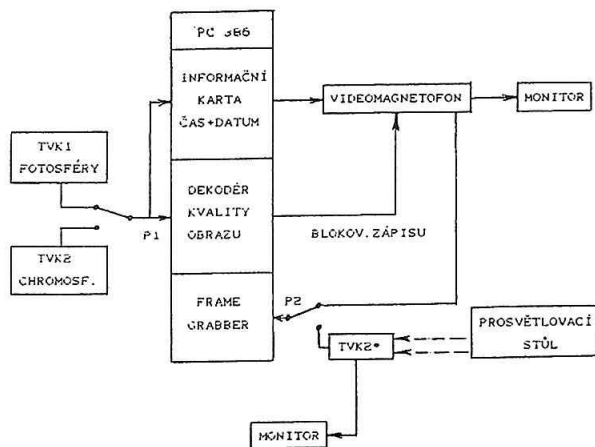 PC 386
INFORMAČNÍ
KARTA
ČAS+DATUM
VIDEOMAGNETOFON
MONITOR
TVK1
FOTOSFÉRY
DEKODÉR
KVALITY
OBRAZU
P1
BLOKOV.ZÁPISU
TVK2
CHROMOSF.
FRAME
GRABBER
P2
PROSVĚTLOVACÍ
STŮL
TVK2*
MONITOR